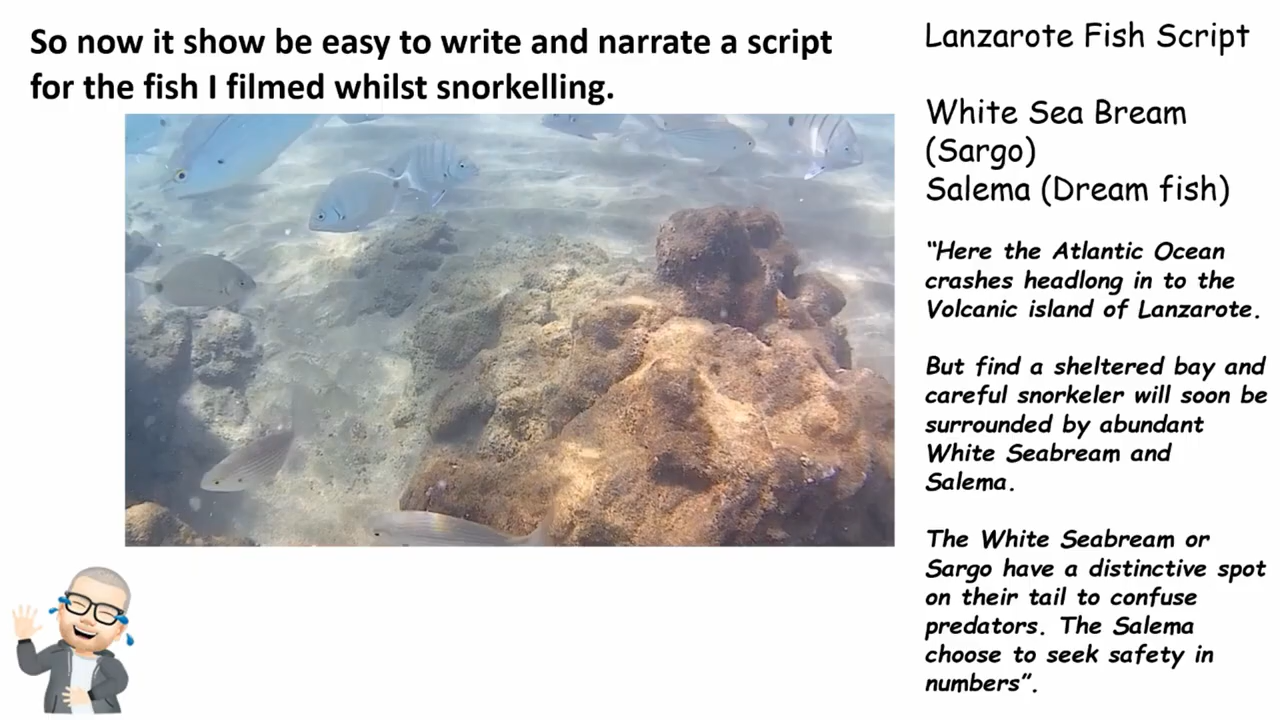 So now it show be easy to write and narrate a script
for the fish I filmed whilst snorkelling.
Lanzarote Fish Script
White Sea Bream
(Sargo)
Salema (Dream fish)
“Here the Atlantic Ocean
crashes headlong in to the
Volcanic island of Lanzarote.
But find a sheltered bay and
careful snorkeler will soon be
surrounded by abundant
White Seabream and
Salema.
The White Seabream or
Sargo have a distinctive spot
on their tail to confuse
predators. The Salema
choose to seek safety in
numbers”.